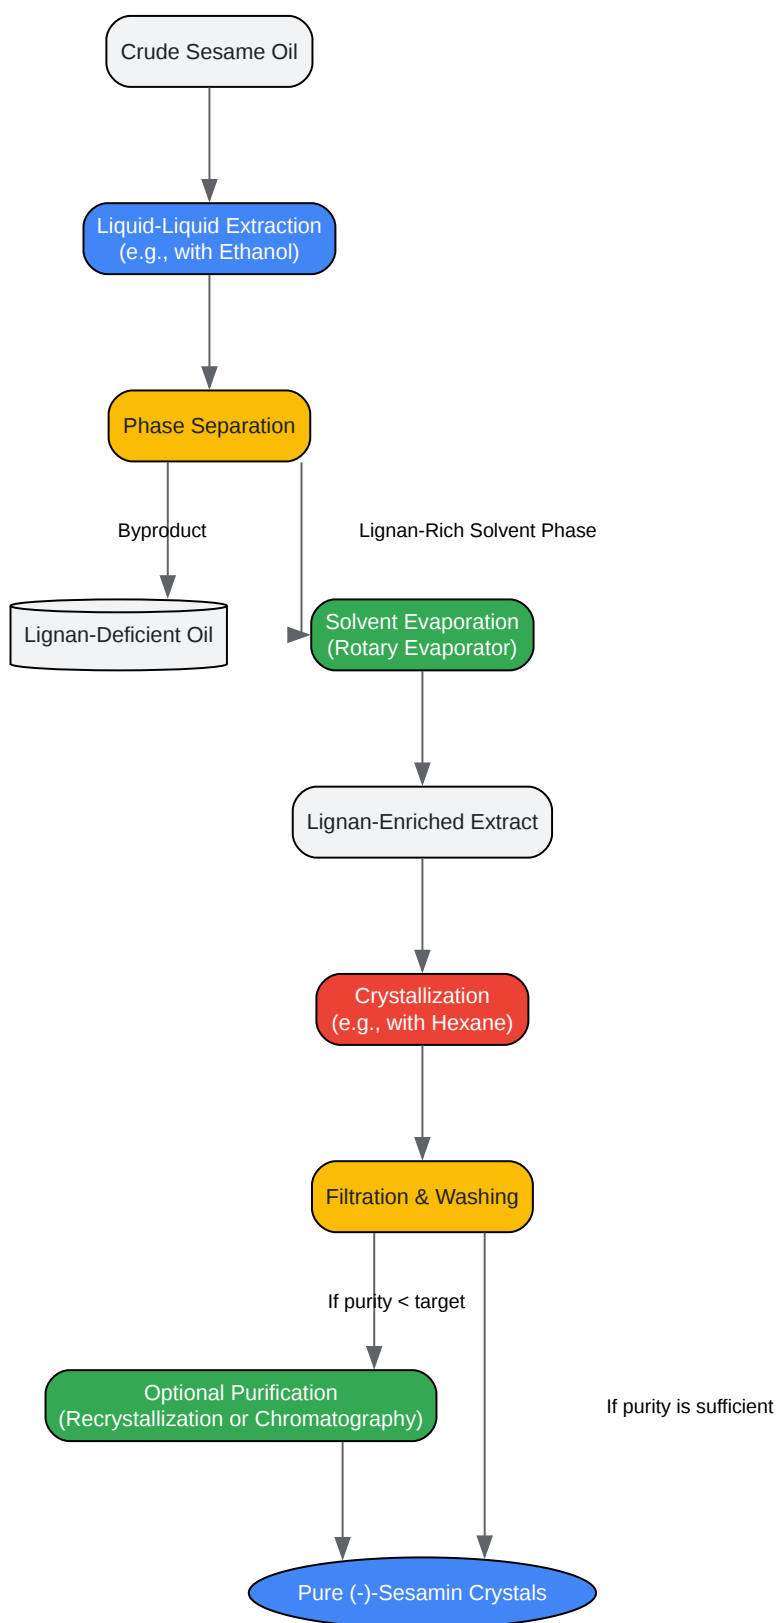 Crude Sesame Oil
Liquid-Liquid Extraction
(e.g., with Ethanol)
Phase Separation
Byproduct
Lignan-Rich Solvent Phase
Lignan-Deficient Oil
Solvent Evaporation
(Rotary Evaporator)
Lignan-Enriched Extract
Crystallization
(e.g., with Hexane)
Filtration & Washing
If purity < target
Optional Purification
(Recrystallization or Chromatography)
If purity is sufficient
Pure (-)-Sesamin Crystals